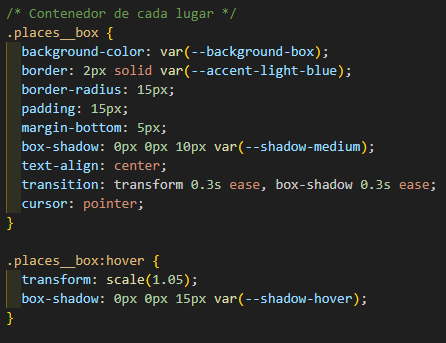 /* Contenedor de cada lugar */
.places__box {
  background-color: var(--background-box);
  border: 2px solid var(--accent-light-blue);
  border-radius: 15px;
  padding: 15px;
  margin-bottom: 5px;
  box-shadow: 0px 0px 10px var(--shadow-medium);
  text-align: center;
  transition: transform 0.3s ease, box-shadow 0.3s ease;
  cursor: pointer;
}

.places__box:hover {
  transform: scale(1.05);
  box-shadow: 0px 0px 15px var(--shadow-hover);
}